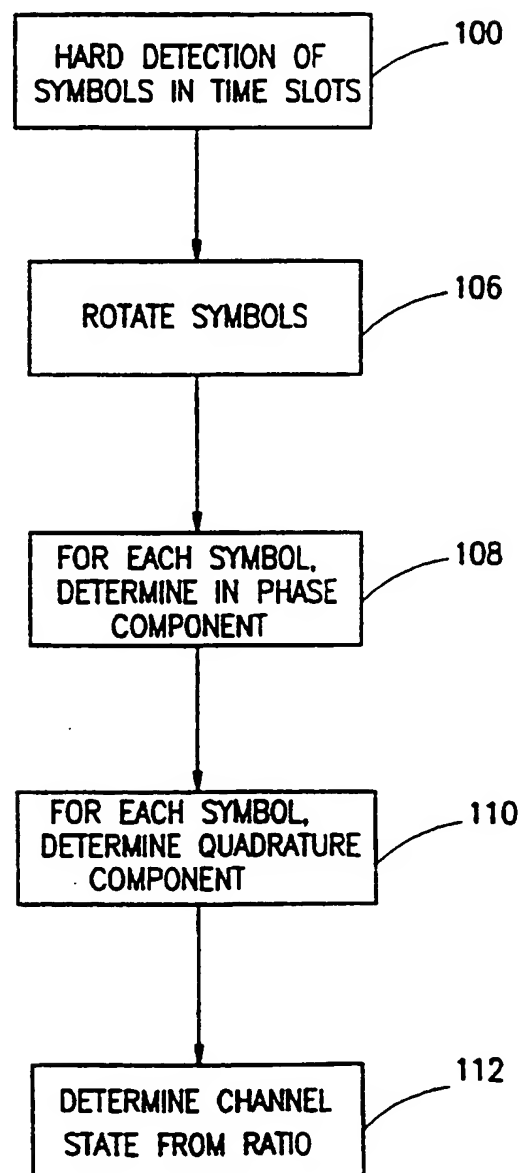 HARD DETECTION OF
SYMBOLS IN TIME SLOTS
100
ROTATE SYMBOLS
106
FOR EACH SYMBOL,
DETERMINE IN PHASE
COMPONENT
108
FOR EACH SYMBOL,
DETERMINE QUADRATURE
COMPONENT
110
DETERMINE CHANNEL
STATE FROM RATIO
112